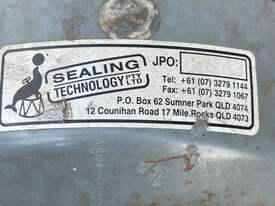 SEALING
TECHNOLOGY PTY LTD
JPO:
Tel: +61 (07) 3279 1144
Fax: +61 (07) 3279 1067
P.O. Box 62 Sumner Park QLD 4074
12 Counihan Road 17 Mile.Rocks QLD 4073